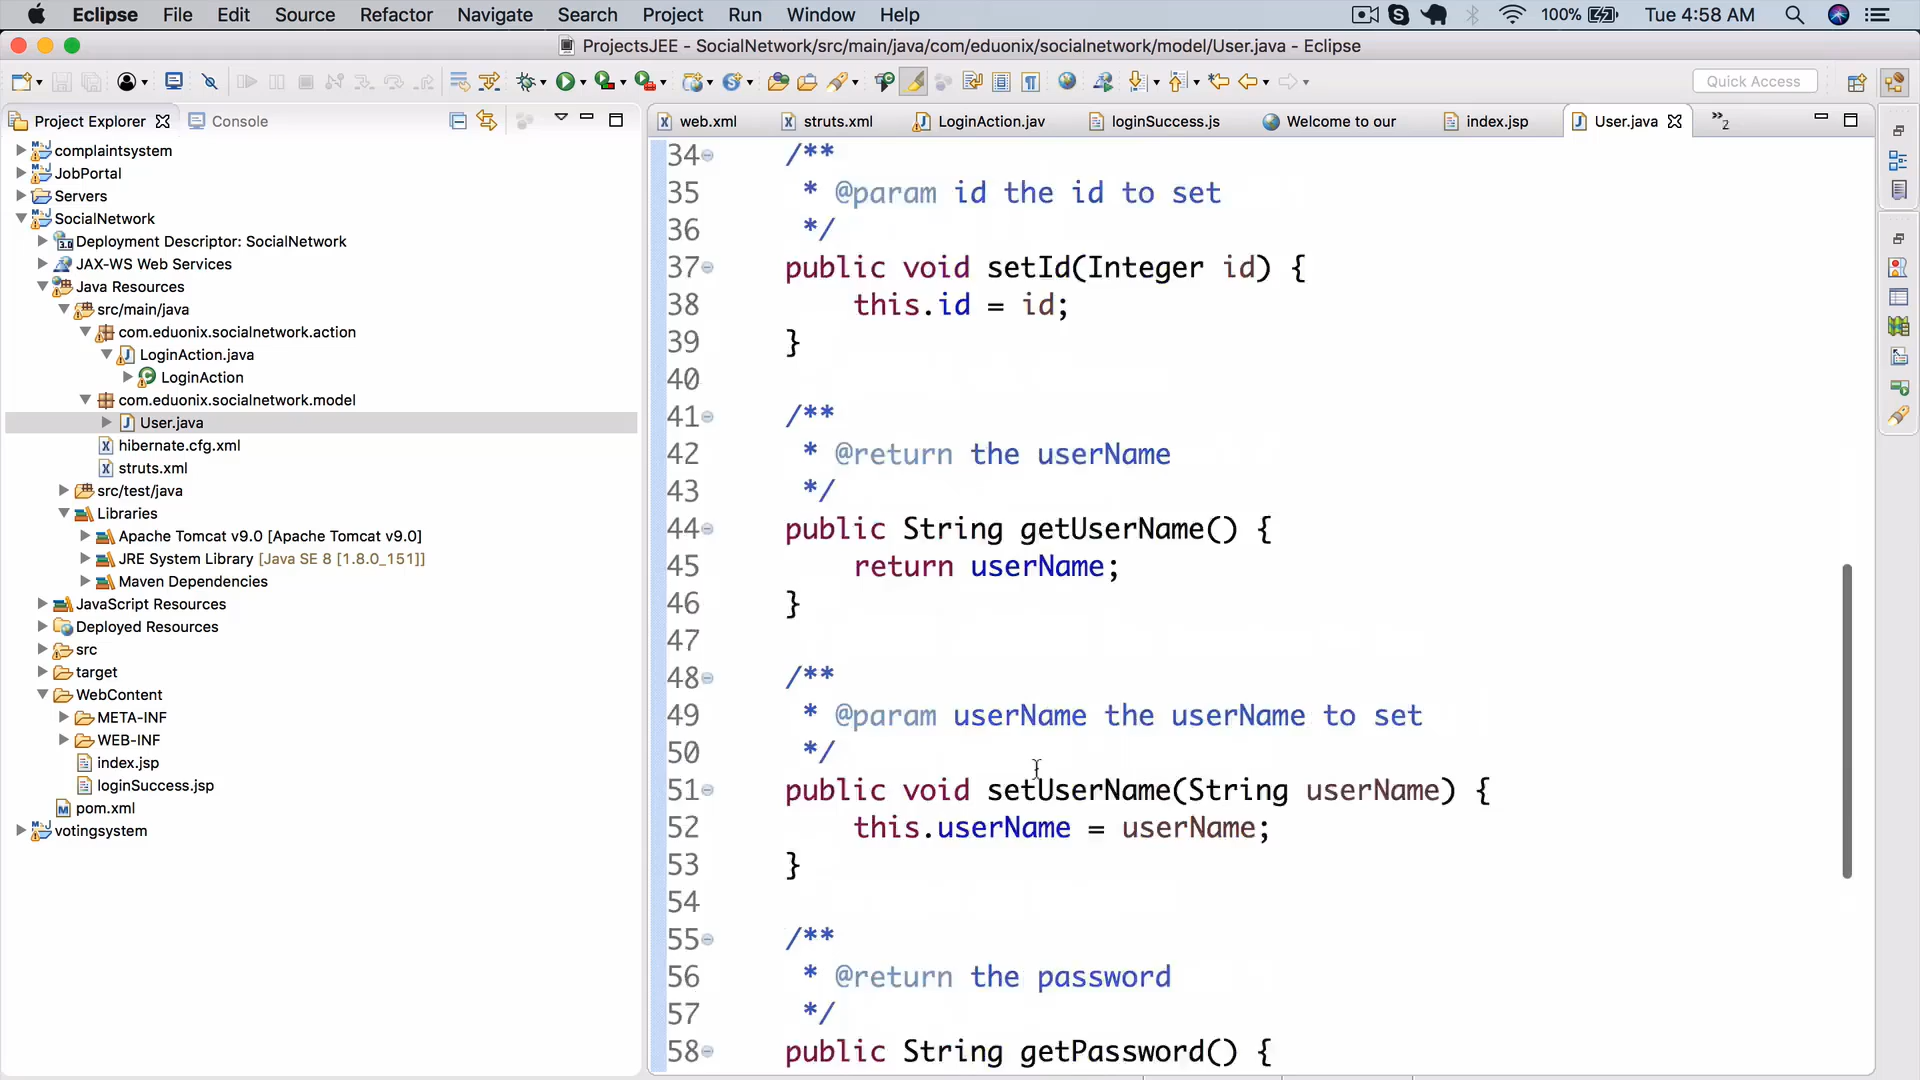 Eclipse File Edit Source Refactor Navigate Search Project Run Window Help 100% Tue 4:58 AM
ProjectsJEE - SocialNetwork/src/main/java/com/eduonix/socialnetwork/model/User.java - Eclipse
Quick Access
Project Explorer Console
web.xml struts.xml LoginAction.jav loginSuccess.js Welcome to our index.jsp User.java »2
complaintsystem
JobPortal
Servers
SocialNetwork
Deployment Descriptor: SocialNetwork
JAX-WS Web Services
Java Resources
src/main/java
com.eduonix.socialnetwork.action
LoginAction.java
LoginAction
com.eduonix.socialnetwork.model
User.java
hibernate.cfg.xml
struts.xml
src/test/java
Libraries
Apache Tomcat v9.0 [Apache Tomcat v9.0]
JRE System Library [Java SE 8 [1.8.0_151]]
Maven Dependencies
JavaScript Resources
Deployed Resources
src
target
WebContent
META-INF
WEB-INF
index.jsp
loginSuccess.jsp
pom.xml
votingsystem
34 /**
35 * @param id the id to set
36 */
37 public void setId(Integer id) {
38 this.id = id;
39 }
40
41 /**
42 * @return the userName
43 */
44 public String getUserName() {
45 return userName;
46 }
47
48 /**
49 * @param userName the userName to set
50 */
51 public void setUserName(String userName) {
52 this.userName = userName;
53 }
54
55 /**
56 * @return the password
57 */
58 public String getPassword() {